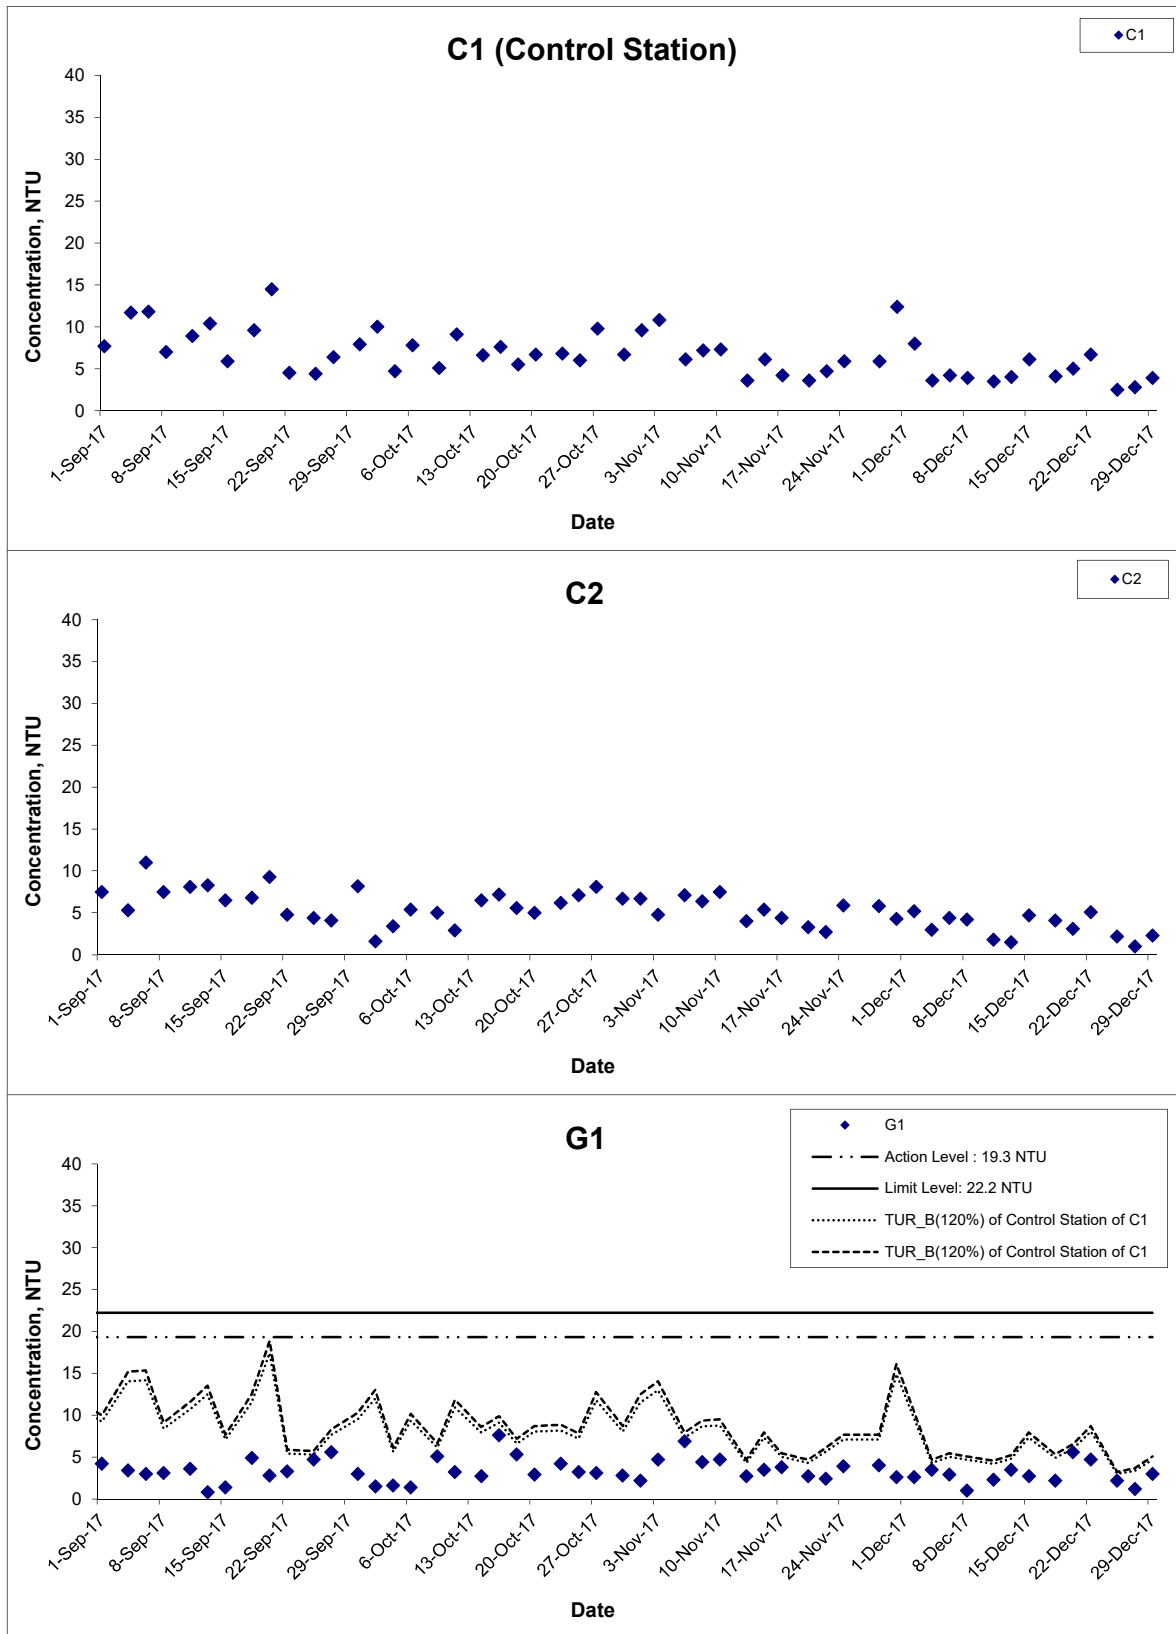 C1 (Control Station)
C1
Concentration, NTU
40
35
30
25
20
15
10
5
0
1-Sep-17
8-Sep-17
15-Sep-17
22-Sep-17
29-Sep-17
6-Oct-17
13-Oct-17
20-Oct-17
27-Oct-17
3-Nov-17
10-Nov-17
17-Nov-17
24-Nov-17
1-Dec-17
8-Dec-17
15-Dec-17
22-Dec-17
29-Dec-17
Date
C2
C2
Concentration, NTU
40
35
30
25
20
15
10
5
0
1-Sep-17
8-Sep-17
15-Sep-17
22-Sep-17
29-Sep-17
6-Oct-17
13-Oct-17
20-Oct-17
27-Oct-17
3-Nov-17
10-Nov-17
17-Nov-17
24-Nov-17
1-Dec-17
8-Dec-17
15-Dec-17
22-Dec-17
29-Dec-17
Date
G1
G1
Action Level : 19.3 NTU
Limit Level: 22.2 NTU
TUR_B(120%) of Control Station of C1
TUR_B(120%) of Control Station of C1
Concentration, NTU
40
35
30
25
20
15
10
5
0
1-Sep-17
8-Sep-17
15-Sep-17
22-Sep-17
29-Sep-17
6-Oct-17
13-Oct-17
20-Oct-17
27-Oct-17
3-Nov-17
10-Nov-17
17-Nov-17
24-Nov-17
1-Dec-17
8-Dec-17
15-Dec-17
22-Dec-17
29-Dec-17
Date